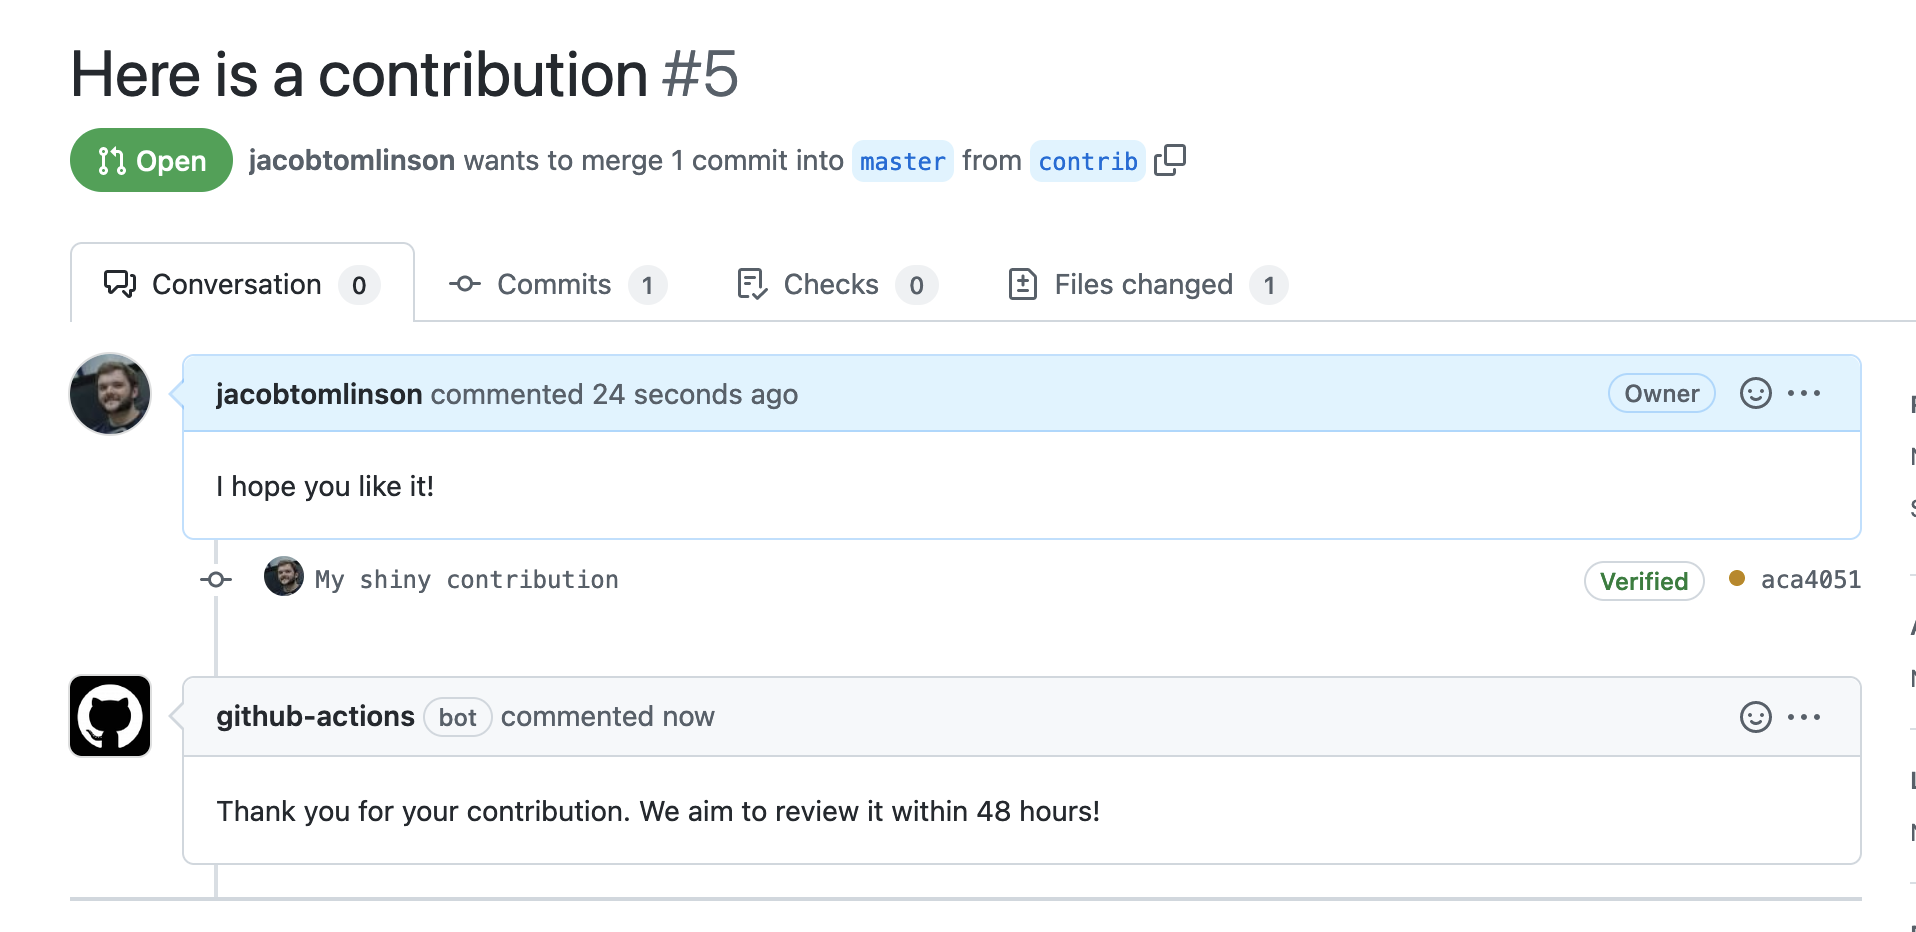 Here is a contribution #5
Open jacobtomlinson wants to merge 1 commit into master from contrib
Conversation 0 Commits 1 Checks 0 Files changed 1
jacobtomlinson commented 24 seconds ago Owner
I hope you like it!
My shiny contribution Verified aca4051
github-actions bot commented now
Thank you for your contribution. We aim to review it within 48 hours!